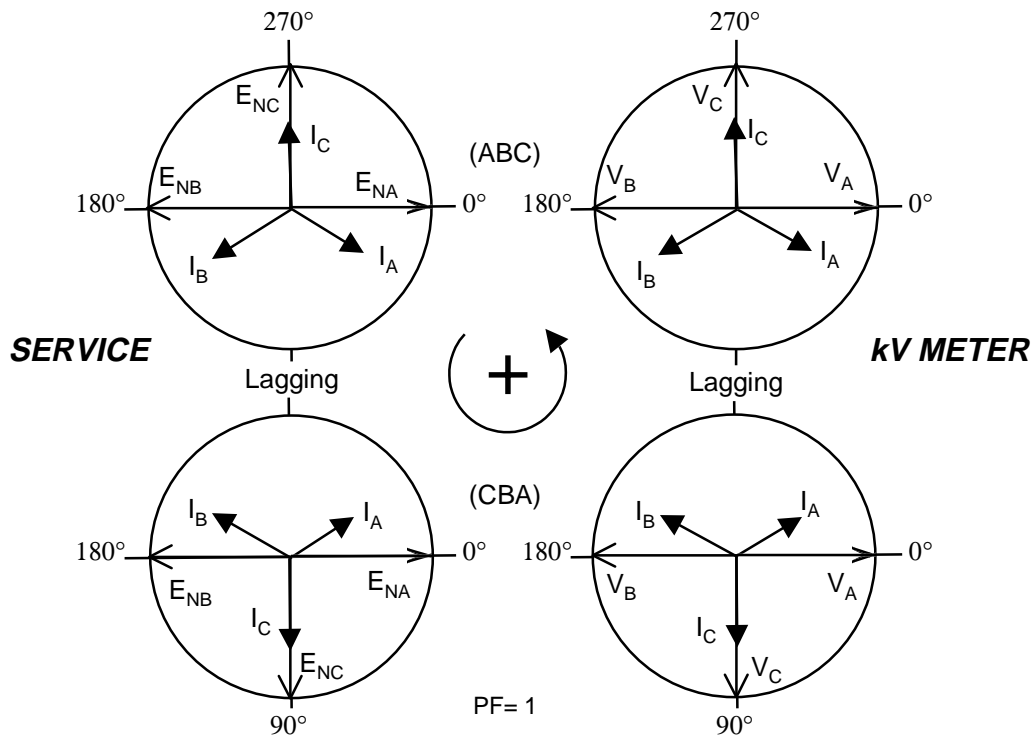 270°
270°
E_NC
V_C
I_C
I_C
(ABC)
E_NB
E_NA
V_B
V_A
180°
0°
180°
0°
I_B
I_A
I_B
I_A
SERVICE
+
kV METER
Lagging
Lagging
(CBA)
I_B
I_A
I_B
I_A
180°
0°
180°
0°
E_NB
E_NA
V_B
V_A
I_C
I_C
E_NC
V_C
PF= 1
90°
90°